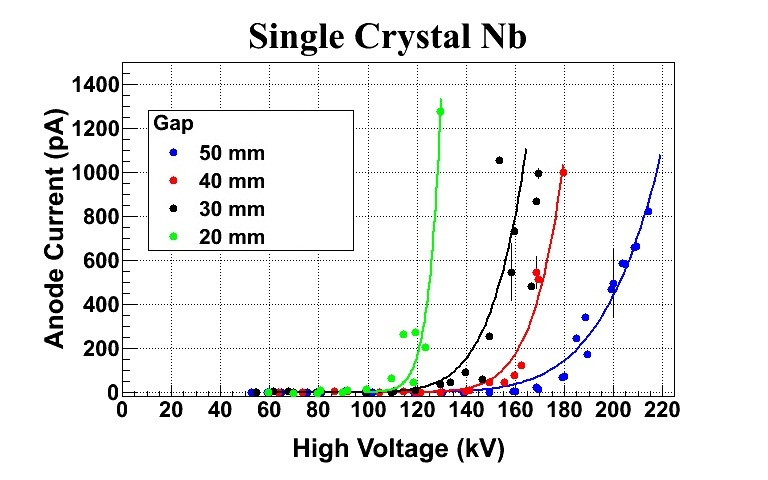 Single Crystal Nb
Anode Current (pA)
1400
1200
1000
800
600
400
200
0
Gap
50 mm
40 mm
30 mm
20 mm
0 20 40 60 80 100 120 140 160 180 200 220
High Voltage (kV)